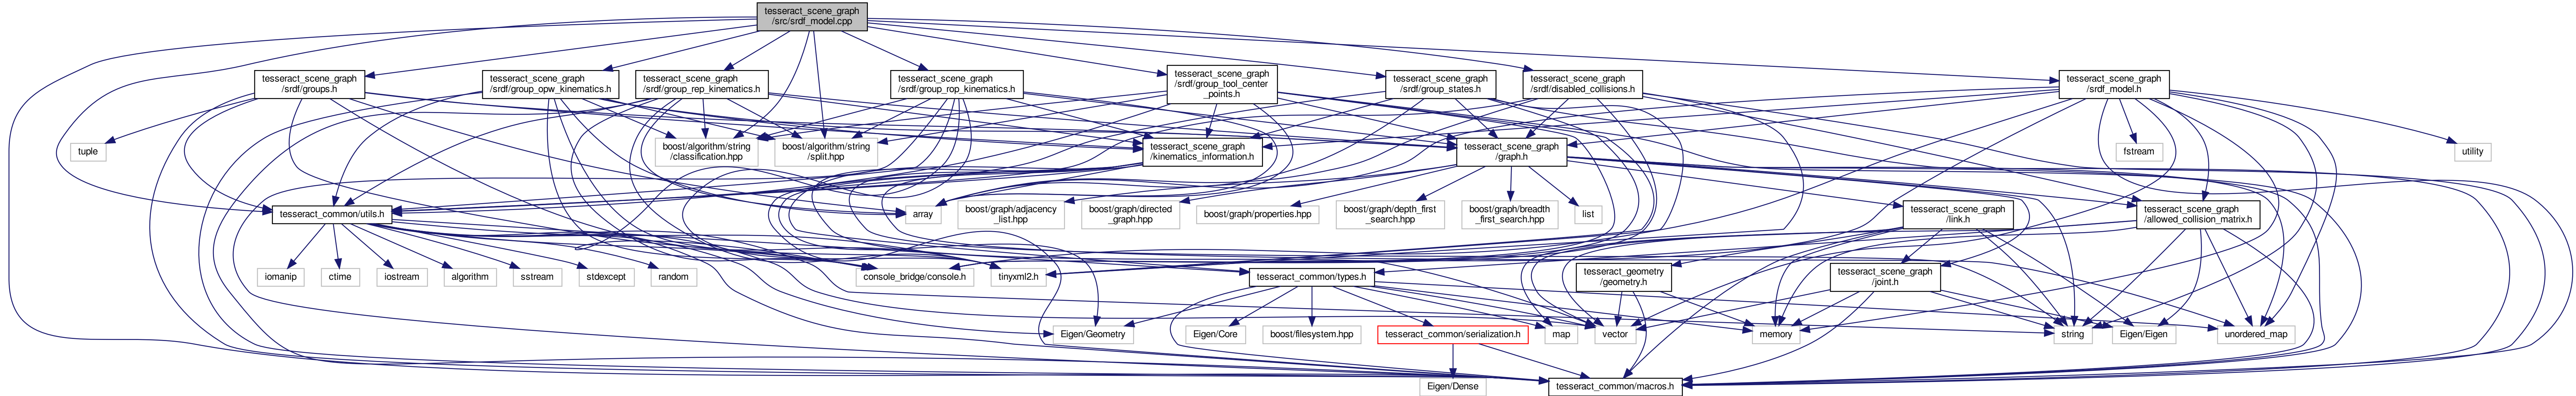 tesseract_scene_graph
/src/srdf_model.cpp
tesseract_scene_graph
/srdf/groups.h
tesseract_scene_graph
/srdf/group_opw_kinematics.h
tesseract_scene_graph
/srdf/group_rep_kinematics.h
tesseract_scene_graph
/srdf/group_rop_kinematics.h
tesseract_scene_graph
/srdf/group_tool_center
_points.h
tesseract_scene_graph
/srdf/group_states.h
tesseract_scene_graph
/srdf/disabled_collisions.h
tesseract_scene_graph
/srdf_model.h
tuple
boost/algorithm/string
/classification.hpp
boost/algorithm/string
/split.hpp
tesseract_scene_graph
/kinematics_information.h
tesseract_scene_graph
/graph.h
fstream
utility
tesseract_common/utils.h
array
boost/graph/adjacency
_list.hpp
boost/graph/directed
_graph.hpp
boost/graph/properties.hpp
boost/graph/depth_first
_search.hpp
boost/graph/breadth
_first_search.hpp
list
tesseract_scene_graph
/link.h
tesseract_scene_graph
/allowed_collision_matrix.h
iomanip
ctime
iostream
algorithm
sstream
stdexcept
random
console_bridge/console.h
tinyxml2.h
tesseract_common/types.h
tesseract_geometry
/geometry.h
tesseract_scene_graph
/joint.h
Eigen/Geometry
Eigen/Core
boost/filesystem.hpp
tesseract_common/serialization.h
map
vector
memory
string
Eigen/Eigen
unordered_map
Eigen/Dense
tesseract_common/macros.h